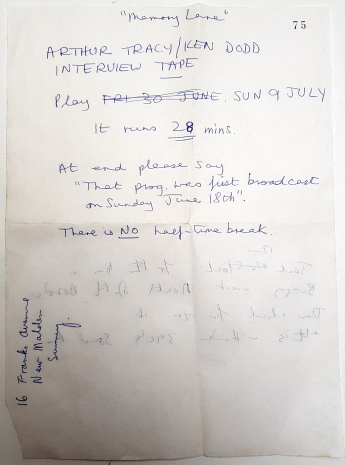 "Memory Lane"
75
ARTHUR TRACY/KEN DODD
INTERVIEW TAPE
Play FRI 30 JUNE. SUN 9 JULY
It runs 28 mins.
At end please say
"That prog. was first broadcast
on Sunday June 18th".
There is NO half-time break.
16 Franks Avenue
New Malden
Surrey.